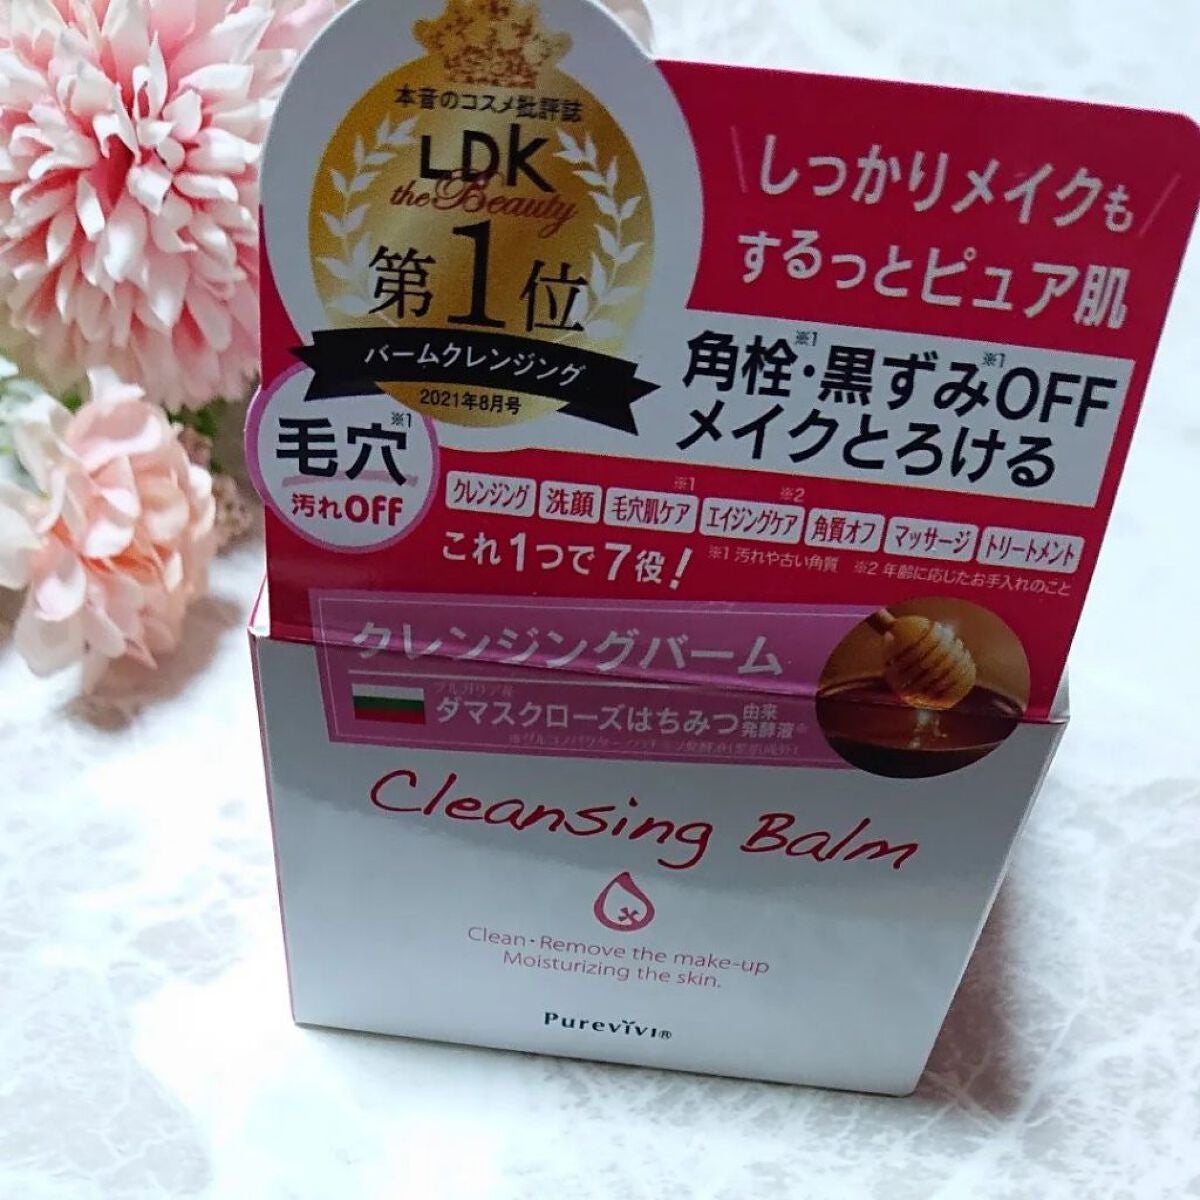 本音のコスメ批評誌
LDK
the Beauty
第1位
バームクレンジング
2021年8月号
しっかりメイクも
するっとピュア肌
角栓※1・黒ずみ※1OFF
メイクとろける
毛穴※1
汚れOFF
クレンジング 洗顔 毛穴肌ケア※1 エイジングケア※2 角質オフ マッサージ トリートメント
これ1つで7役!
※1 汚れや古い角質 ※2 年齢に応じたお手入れのこと
クレンジングバーム
ブルガリア産
ダマスクローズはちみつ由来発酵液※
Cleansing Balm
Clean・Remove the make-up
Moisturizing the skin.
Purevivi®